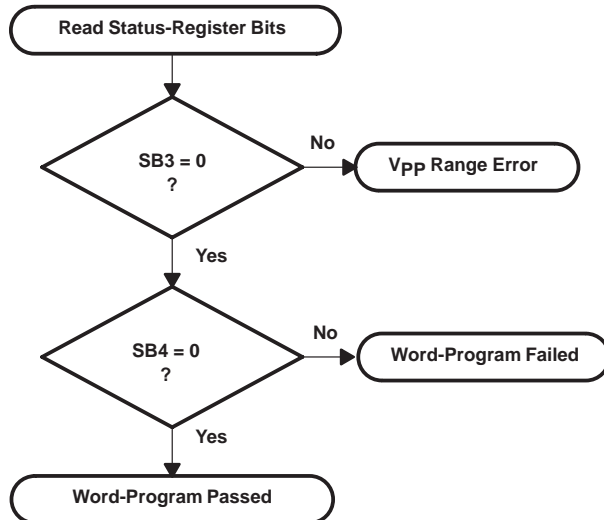 Read Status-Register Bits
SB3 = 0
?
No
VPP Range Error
Yes
SB4 = 0
?
No
Word-Program Failed
Yes
Word-Program Passed